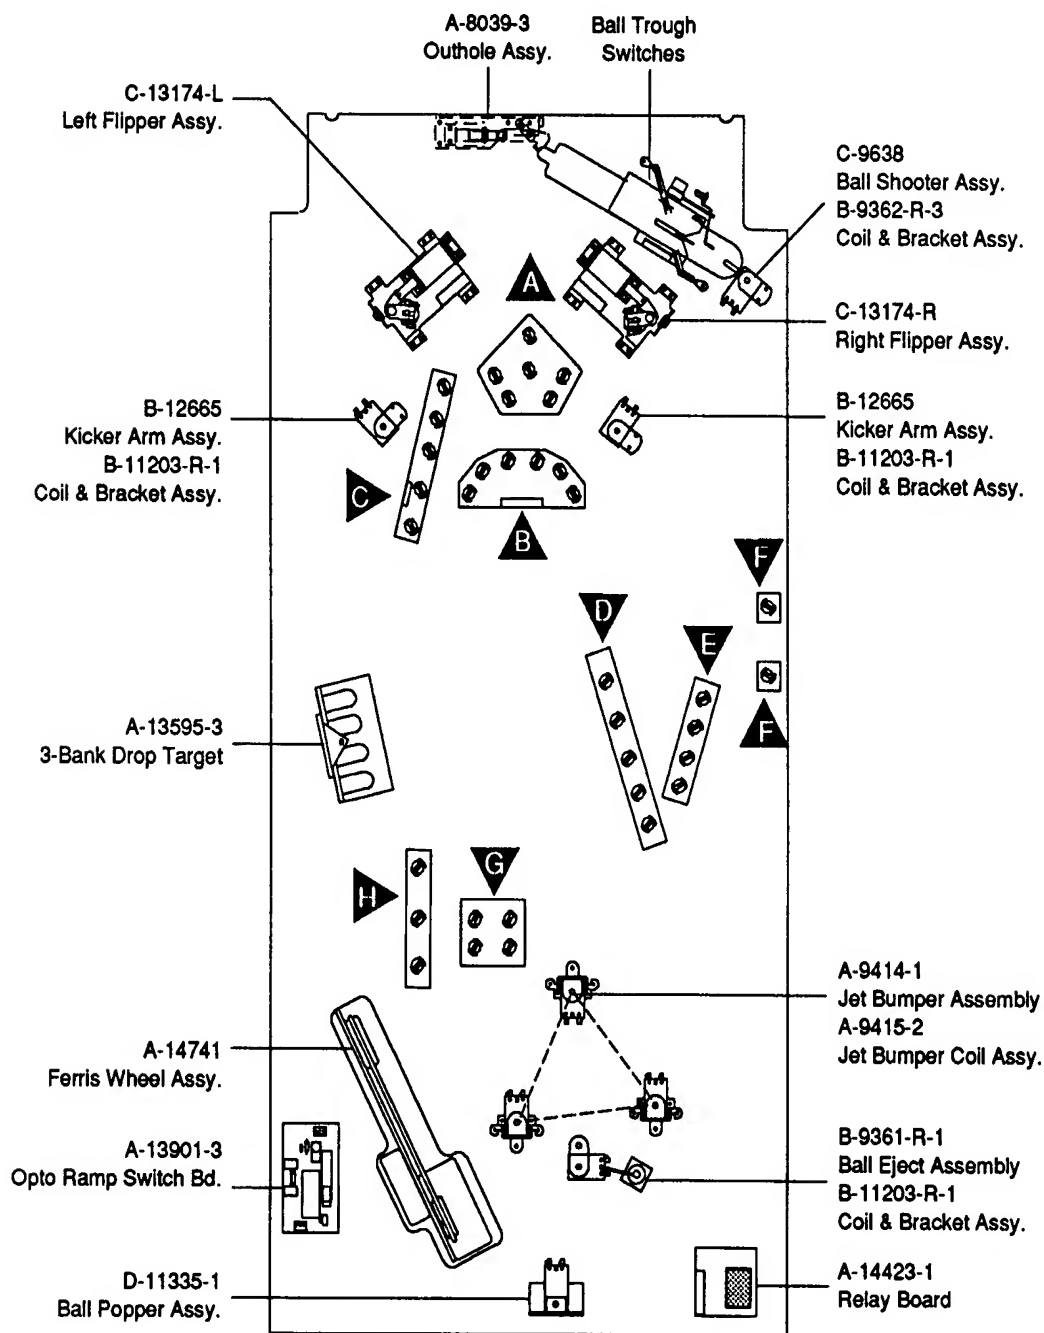 A-8039-3
Outhole Assy.
Ball Trough
Switches
C-13174-L
Left Flipper Assy.
C-9638
Ball Shooter Assy.
B-9362-R-3
Coil & Bracket Assy.
A
C-13174-R
Right Flipper Assy.
B-12665
Kicker Arm Assy.
B-11203-R-1
Coil & Bracket Assy.
B-12665
Kicker Arm Assy.
B-11203-R-1
Coil & Bracket Assy.
C
B
F
D
E
F
A-13595-3
3-Bank Drop Target
G
H
A-9414-1
Jet Bumper Assembly
A-9415-2
Jet Bumper Coil Assy.
A-14741
Ferris Wheel Assy.
A-13901-3
Opto Ramp Switch Bd.
B-9361-R-1
Ball Eject Assembly
B-11203-R-1
Coil & Bracket Assy.
D-11335-1
Ball Popper Assy.
A-14423-1
Relay Board